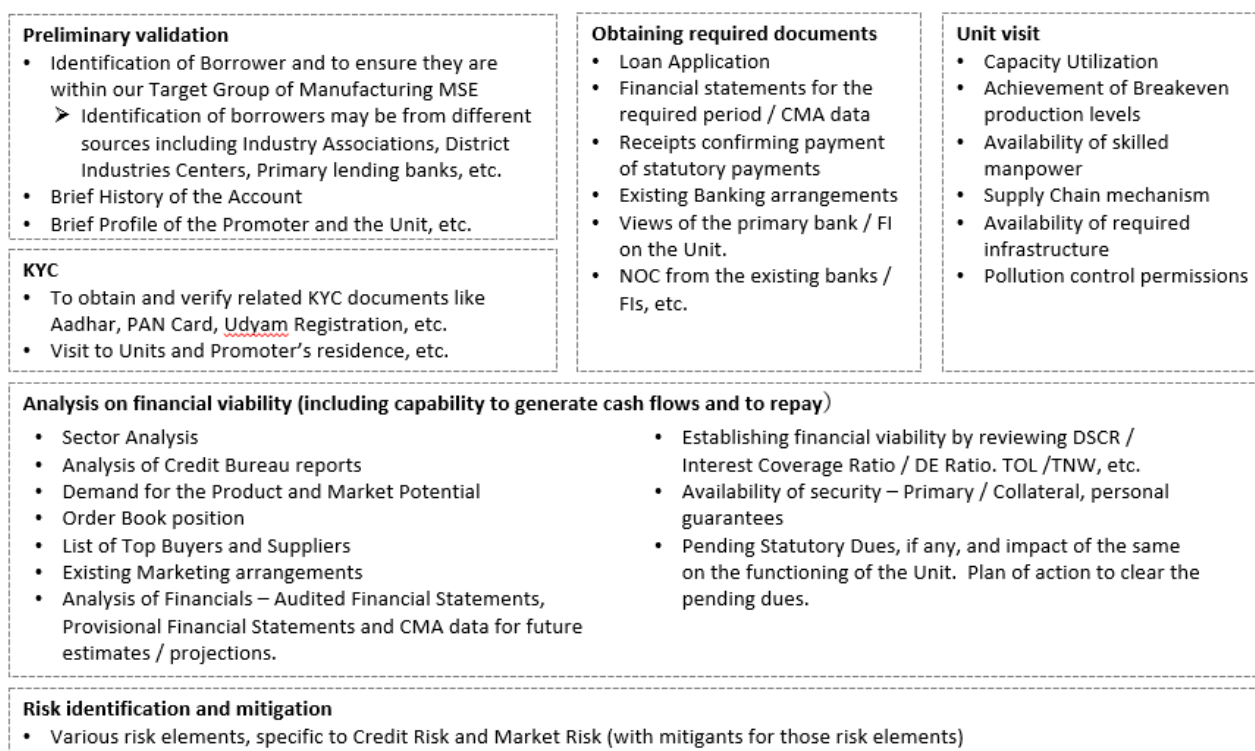 Preliminary validation
• Identification of Borrower and to ensure they are
within our Target Group of Manufacturing MSE
➢ Identification of borrowers may be from different
sources including Industry Associations, District
Industries Centers, Primary lending banks, etc.
• Brief History of the Account
• Brief Profile of the Promoter and the Unit, etc.
KYC
• To obtain and verify related KYC documents like
Aadhar, PAN Card, Udyam Registration, etc.
• Visit to Units and Promoter’s residence, etc.
Obtaining required documents
• Loan Application
• Financial statements for the
required period / CMA data
• Receipts confirming payment
of statutory payments
• Existing Banking arrangements
• Views of the primary bank / FI
on the Unit.
• NOC from the existing banks /
FIs, etc.
Unit visit
• Capacity Utilization
• Achievement of Breakeven
production levels
• Availability of skilled
manpower
• Supply Chain mechanism
• Availability of required
infrastructure
• Pollution control permissions
Analysis on financial viability (including capability to generate cash flows and to repay）
• Sector Analysis
• Analysis of Credit Bureau reports
• Demand for the Product and Market Potential
• Order Book position
• List of Top Buyers and Suppliers
• Existing Marketing arrangements
• Analysis of Financials – Audited Financial Statements,
Provisional Financial Statements and CMA data for future
estimates / projections.
• Establishing financial viability by reviewing DSCR /
Interest Coverage Ratio / DE Ratio. TOL /TNW, etc.
• Availability of security – Primary / Collateral, personal
guarantees
• Pending Statutory Dues, if any, and impact of the same
on the functioning of the Unit.  Plan of action to clear the
pending dues.
Risk identification and mitigation
• Various risk elements, specific to Credit Risk and Market Risk (with mitigants for those risk elements)